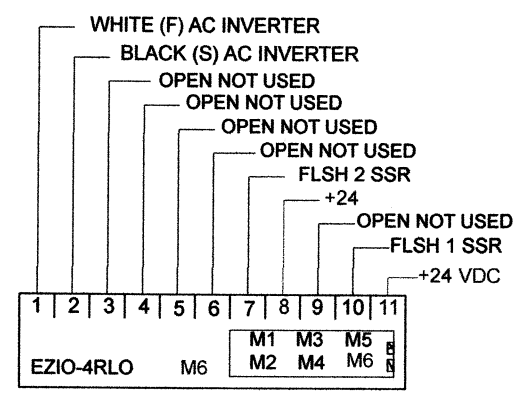 WHITE (F) AC INVERTER
BLACK (S) AC INVERTER
OPEN NOT USED
OPEN NOT USED
OPEN NOT USED
OPEN NOT USED
FLSH 2 SSR
+24
OPEN NOT USED
FLSH 1 SSR
+24 VDC
1 2 3 4 5 6 7 8 9 10 11
M1 M3 M5
M2 M4 M6
EZIO-4RLO M6